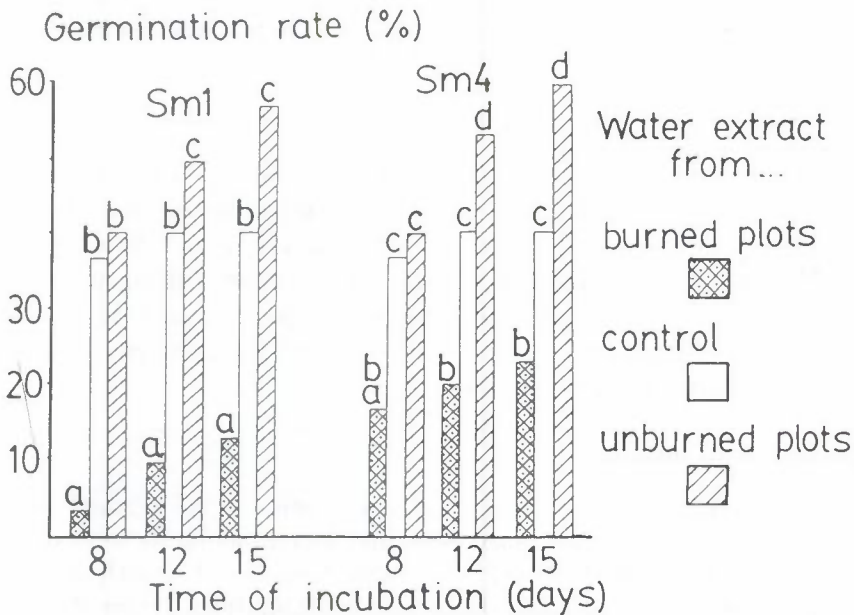 Germination rate (%)
60
30
20
10
Sm1
Sm4
a b b
a b c
a b c
b
a c c
b c d
b c d
8 12 15
8 12 15
Time of incubation (days)
Water extract
from...
burned plots
control
unburned plots